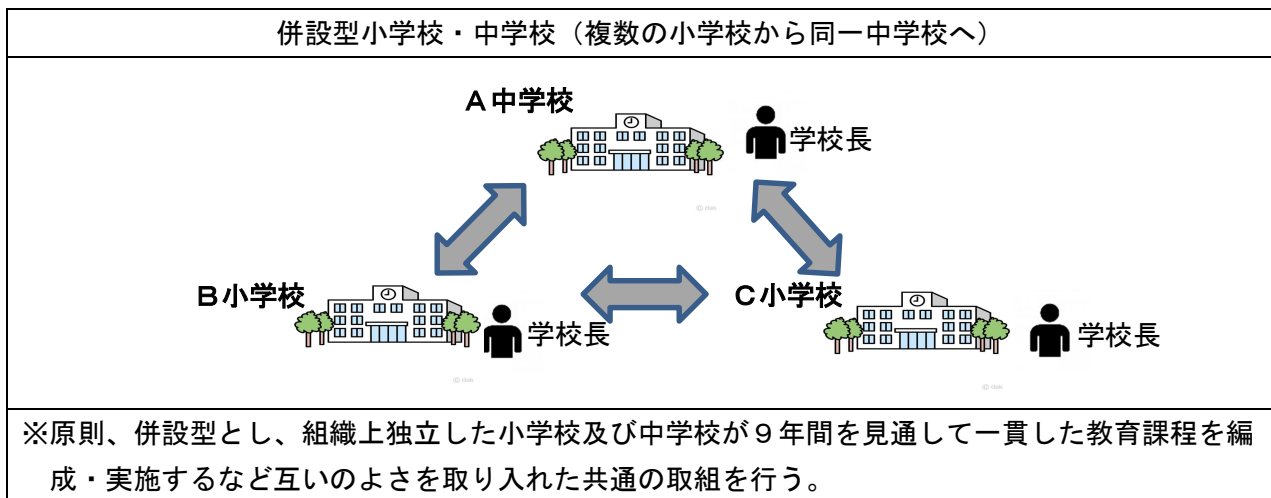 併設型小学校・中学校（複数の小学校から同一中学校へ）
Ａ中学校
学校長
Ｂ小学校
学校長
Ｃ小学校
学校長
※原則、併設型とし、組織上独立した小学校及び中学校が９年間を見通して一貫した教育課程を編
成・実施するなど互いのよさを取り入れた共通の取組を行う。